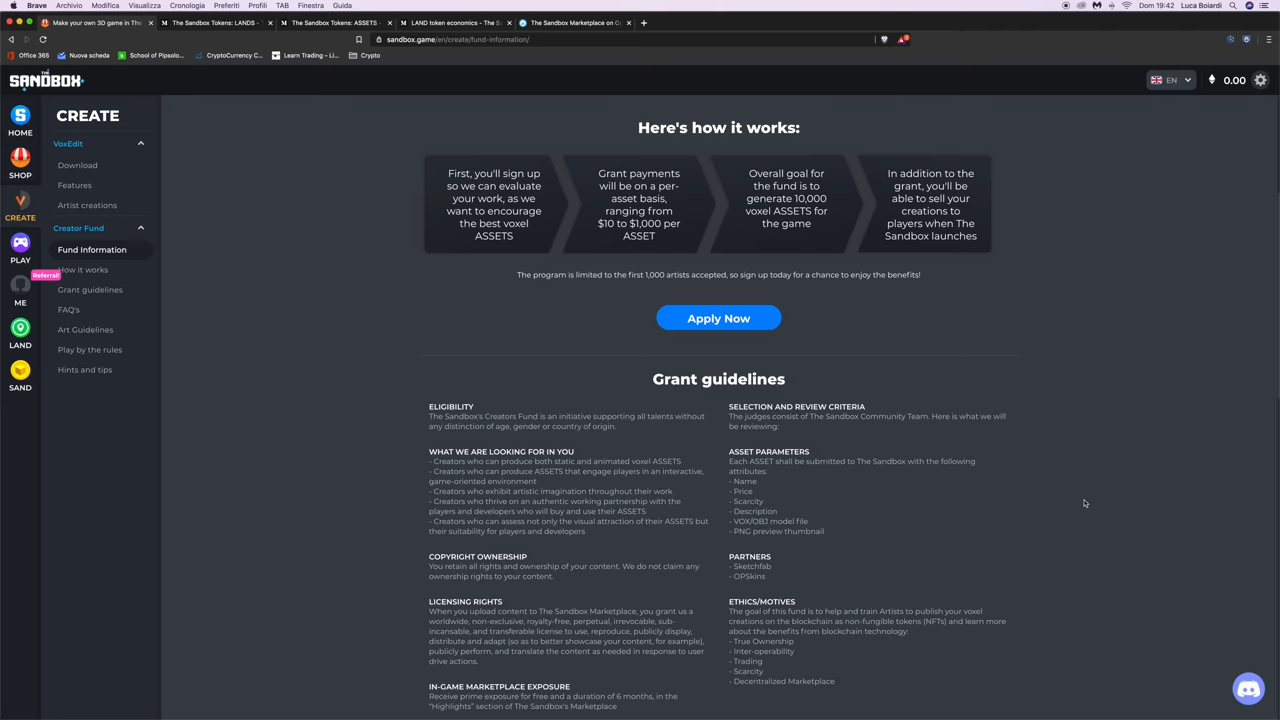 Brave Archivio Modifica Visualizza Cronologia Preferiti Profili TAB Finestra Guida
Dom 19:42 Luca Boiardi
Make your own 3D game in The
The Sandbox Tokens: LANDS -
The Sandbox Tokens: ASSETS -
LAND token economics - The Sa
The Sandbox Marketplace on O
sandbox.game/en/create/fund-information/
Office 365 Nuova scheda School of Pipsolo... CryptoCurrency C... Learn Trading – Li... Crypto
THE SANDBOX
EN 0.00
HOME
SHOP
CREATE
PLAY
Referral!
ME
LAND
SAND
CREATE
VoxEdit
Download
Features
Artist creations
Creator Fund
Fund Information
How it works
Grant guidelines
FAQ's
Art Guidelines
Play by the rules
Hints and tips
Here's how it works:
First, you'll sign up
so we can evaluate
your work, as we
want to encourage
the best voxel
ASSETS
Grant payments
will be on a per-
asset basis,
ranging from
$10 to $1,000 per
ASSET
Overall goal for
the fund is to
generate 10,000
voxel ASSETS for
the game
In addition to the
grant, you'll be
able to sell your
creations to
players when The
Sandbox launches
The program is limited to the first 1,000 artists accepted, so sign up today for a chance to enjoy the benefits!
Apply Now
Grant guidelines
ELIGIBILITY
The Sandbox's Creators Fund is an initiative supporting all talents without
any distinction of age, gender or country of origin.
WHAT WE ARE LOOKING FOR IN YOU
- Creators who can produce both static and animated voxel ASSETS
- Creators who can produce ASSETS that engage players in an interactive,
game-oriented environment
- Creators who exhibit artistic imagination throughout their work
- Creators who thrive on an authentic working partnership with the
players and developers who will buy and use their ASSETS
- Creators who can assess not only the visual attraction of their ASSETS but
their suitability for players and developers
COPYRIGHT OWNERSHIP
You retain all rights and ownership of your content. We do not claim any
ownership rights to your content.
LICENSING RIGHTS
When you upload content to The Sandbox Marketplace, you grant us a
worldwide, non-exclusive, royalty-free, perpetual, irrevocable, sub-
incansable, and transferable license to use, reproduce, publicly display,
distribute and adapt (so as to better showcase your content, for example),
publicly perform, and translate the content as needed in response to user
drive actions.
IN-GAME MARKETPLACE EXPOSURE
Receive prime exposure for free and a duration of 6 months, in the
"Highlights" section of The Sandbox's Marketplace
SELECTION AND REVIEW CRITERIA
The judges consist of The Sandbox Community Team. Here is what we will
be reviewing:
ASSET PARAMETERS
Each ASSET shall be submitted to The Sandbox with the following
attributes:
- Name
- Price
- Scarcity
- Description
- VOX/OBJ model file
- PNG preview thumbnail
PARTNERS
- Sketchfab
- OPSkins
ETHICS/MOTIVES
The goal of this fund is to help and train Artists to publish your voxel
creations on the blockchain as non-fungible tokens (NFTs) and learn more
about the benefits from blockchain technology:
- True Ownership
- Inter-operability
- Trading
- Scarcity
- Decentralized Marketplace